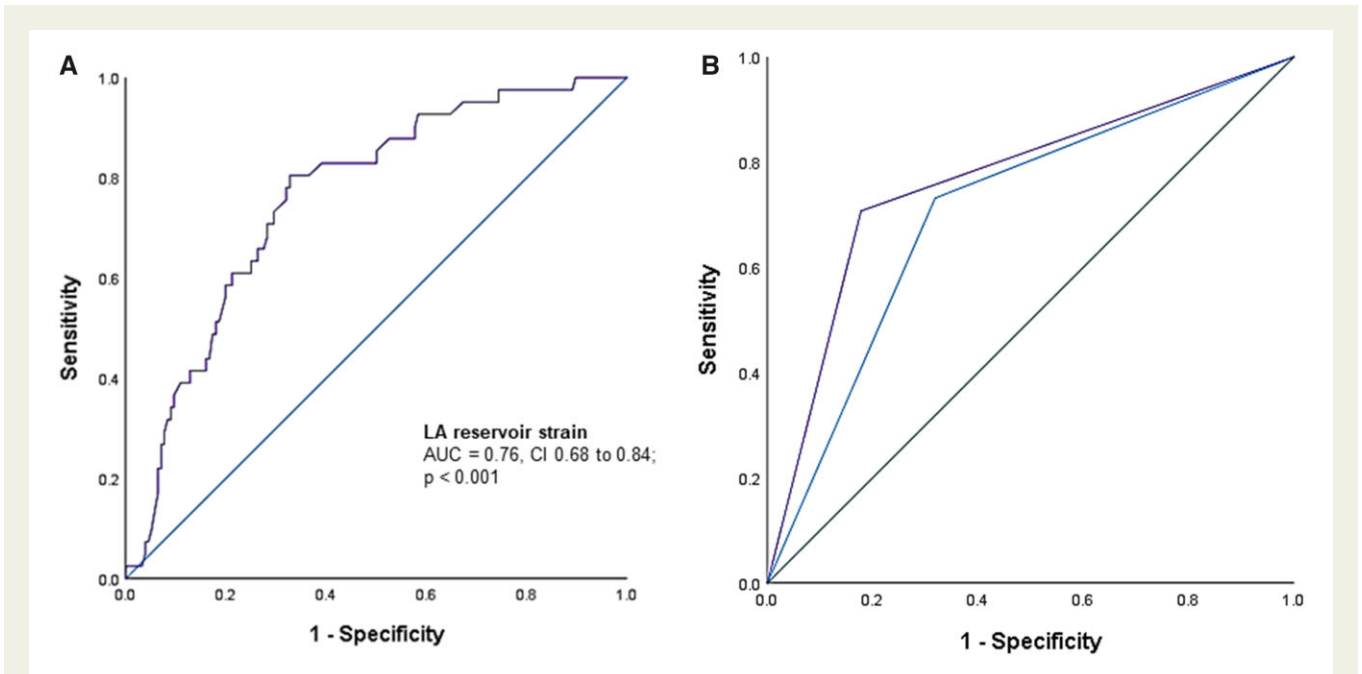 A
1.0
0.8
0.6
0.4
0.2
0.0
Sensitivity
LA reservoir strain
AUC = 0.76, CI 0.68 to 0.84;
p < 0.001
0.0 0.2 0.4 0.6 0.8 1.0
1 - Specificity
B
1.0
0.8
0.6
0.4
0.2
0.0
Sensitivity
0.0 0.2 0.4 0.6 0.8 1.0
1 - Specificity